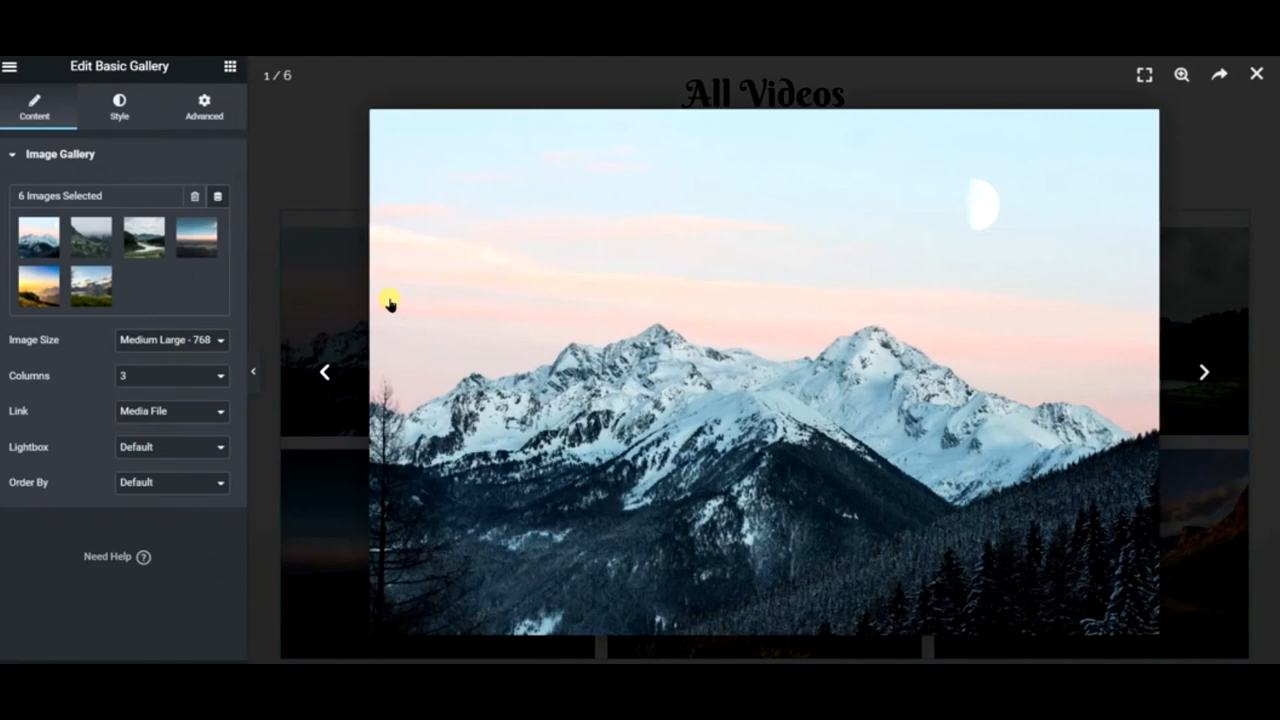 Edit Basic Gallery
Content
Style
Advanced
Image Gallery
6 Images Selected
Image Size
Medium Large - 768
Columns
3
Link
Media File
Lightbox
Default
Order By
Default
Need Help ?
1 / 6
All Videos